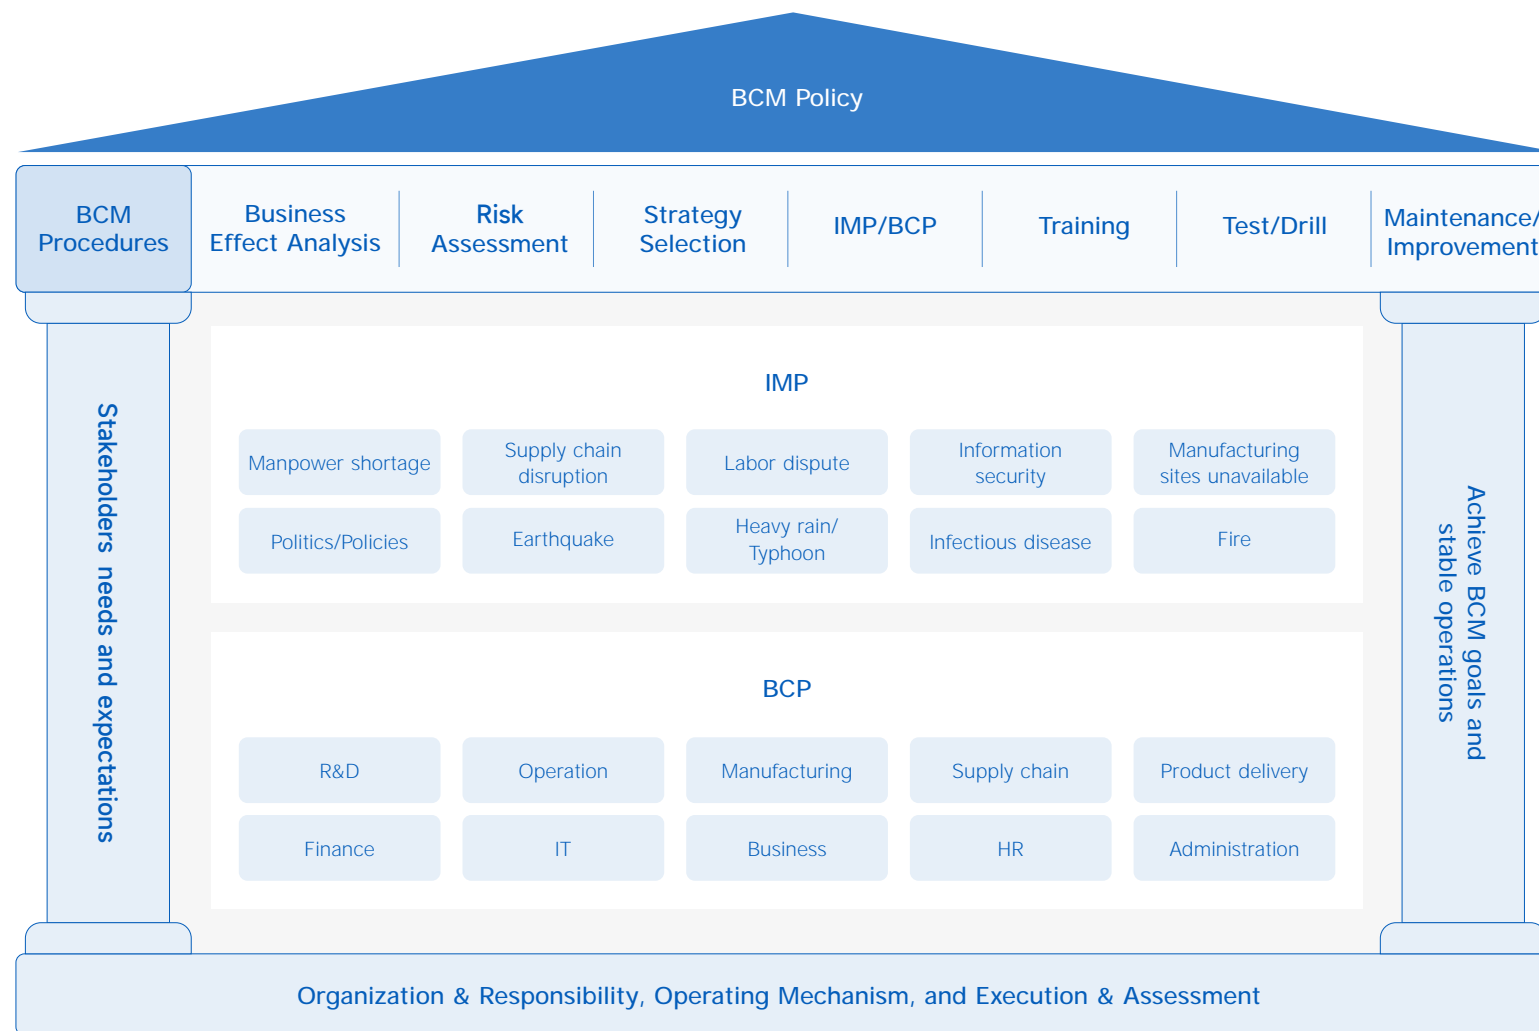 BCM Policy
BCM
Procedures
Business
Effect Analysis
Risk
Assessment
Strategy
Selection
IMP/BCP
Training
Test/Drill
Maintenance/
Improvement
Stakeholders needs and expectations
IMP
Manpower shortage
Supply chain
disruption
Labor dispute
Information
security
Manufacturing
sites unavailable
Politics/Policies
Earthquake
Heavy rain/
Typhoon
Infectious disease
Fire
BCP
R&D
Operation
Manufacturing
Supply chain
Product delivery
Finance
IT
Business
HR
Administration
Achieve BCM goals and
stable operations
Organization & Responsibility, Operating Mechanism, and Execution & Assessment